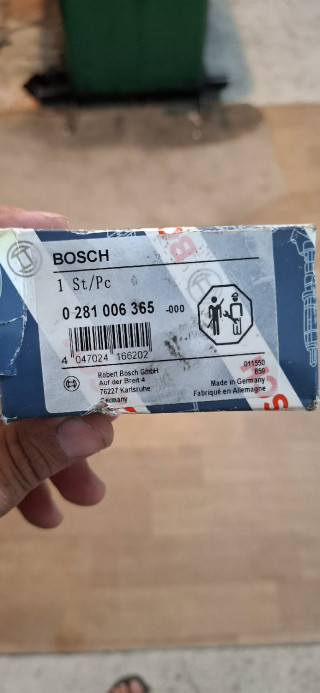 BOSCH
1 St/Pc
0 281 006 365 -000
4 047024 166202
Robert Bosch GmbH
Auf der Breit 4
76227 Karlsruhe
Germany
011550
859
Made in Germany
Fabriqué en Allemagne